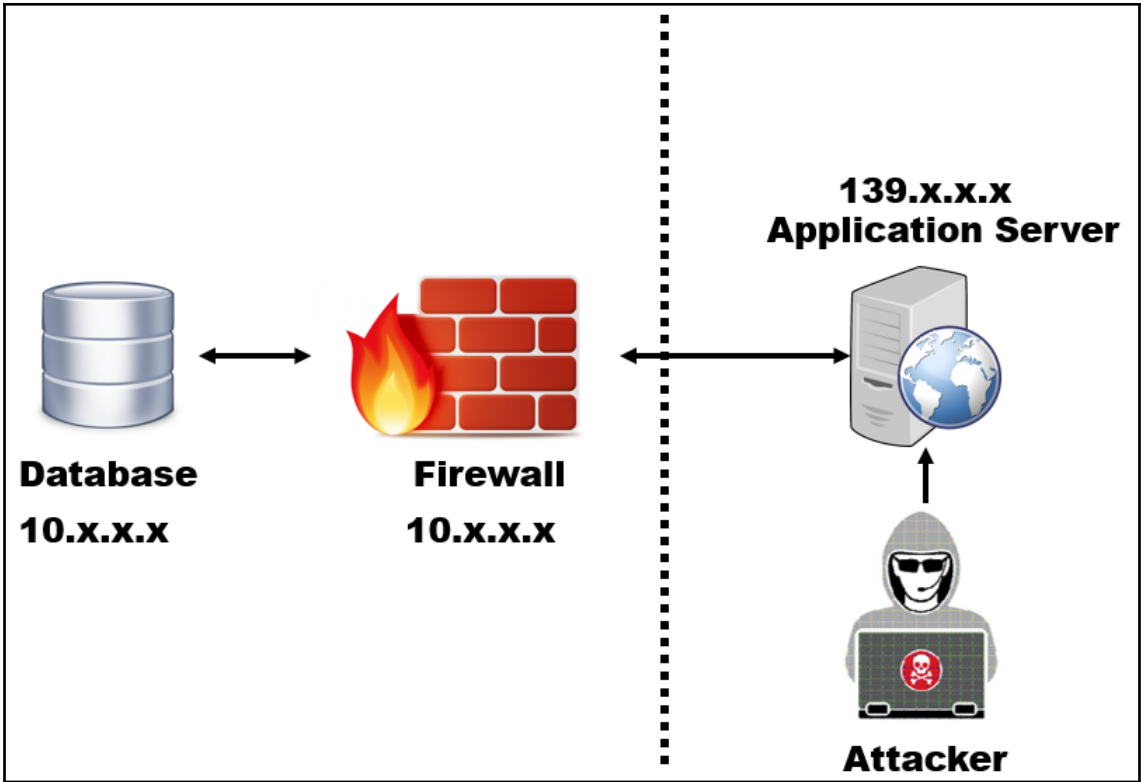 139.x.x.x
Application Server
Database
Firewall
10.x.x.x
10.x.x.x
Attacker